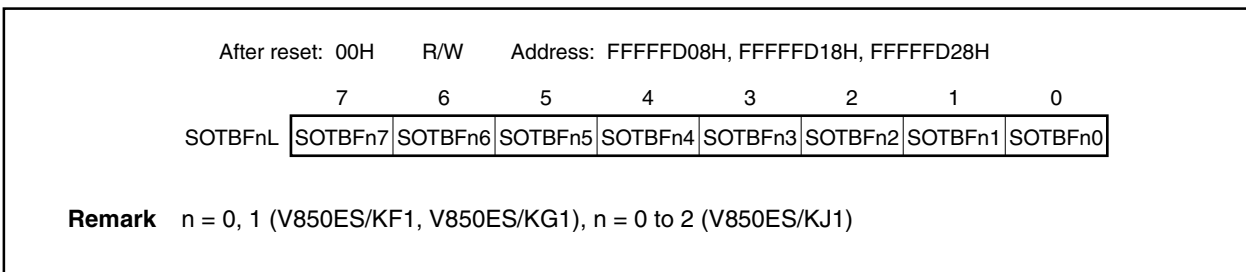 After reset: 00H R/W Address: FFFFFD08H, FFFFFD18H, FFFFFD28H
7 6 5 4 3 2 1 0
SOTBFnL SOTBFn7 SOTBFn6 SOTBFn5 SOTBFn4 SOTBFn3 SOTBFn2 SOTBFn1 SOTBFn0
Remark n = 0, 1 (V850ES/KF1, V850ES/KG1), n = 0 to 2 (V850ES/KJ1)